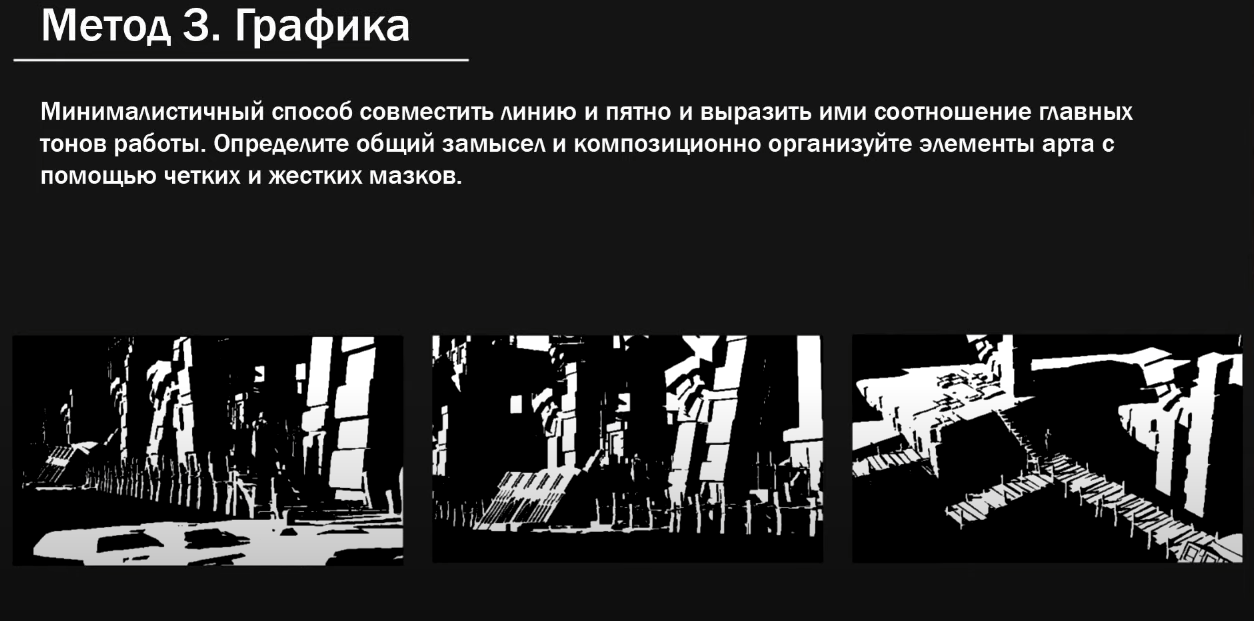 Метод 3. Графика
Минималистичный способ совместить линию и пятно и выразить ими соотношение главных
тонов работы. Определите общий замысел и композиционно организуйте элементы арта с
помощью четких и жестких мазков.